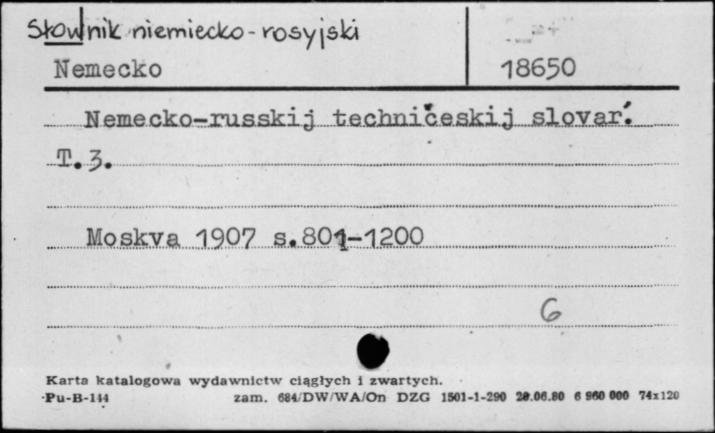 Słownik niemiecko-rosyjski
Nemecko 18650
Nemecko-russkij techničeskij slovaŕ.
T.3.
Moskva 1907 s.801-1200
6
Karta katalogowa wydawnictw ciągłych i zwartych.
Pu-B-144 zam. 684/DW/WA/On DZG 1501-1-290 28.06.80 6 960 000 74x120